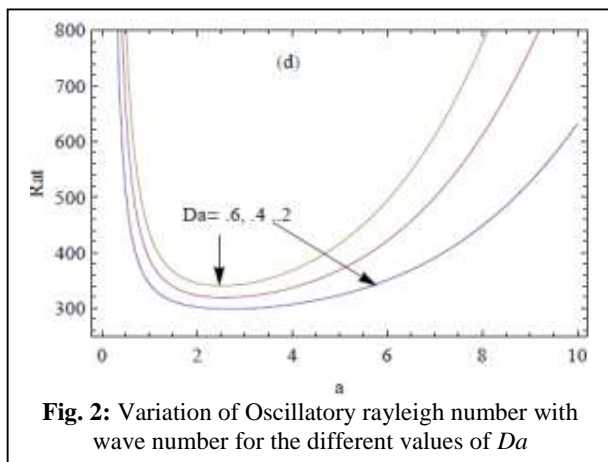 800
(d)
700
600
Rat
500
Da= .6, .4 .2
400
300
0 2 4 6 8 10
a
Fig. 2: Variation of Oscillatory rayleigh number with
wave number for the different values of Da